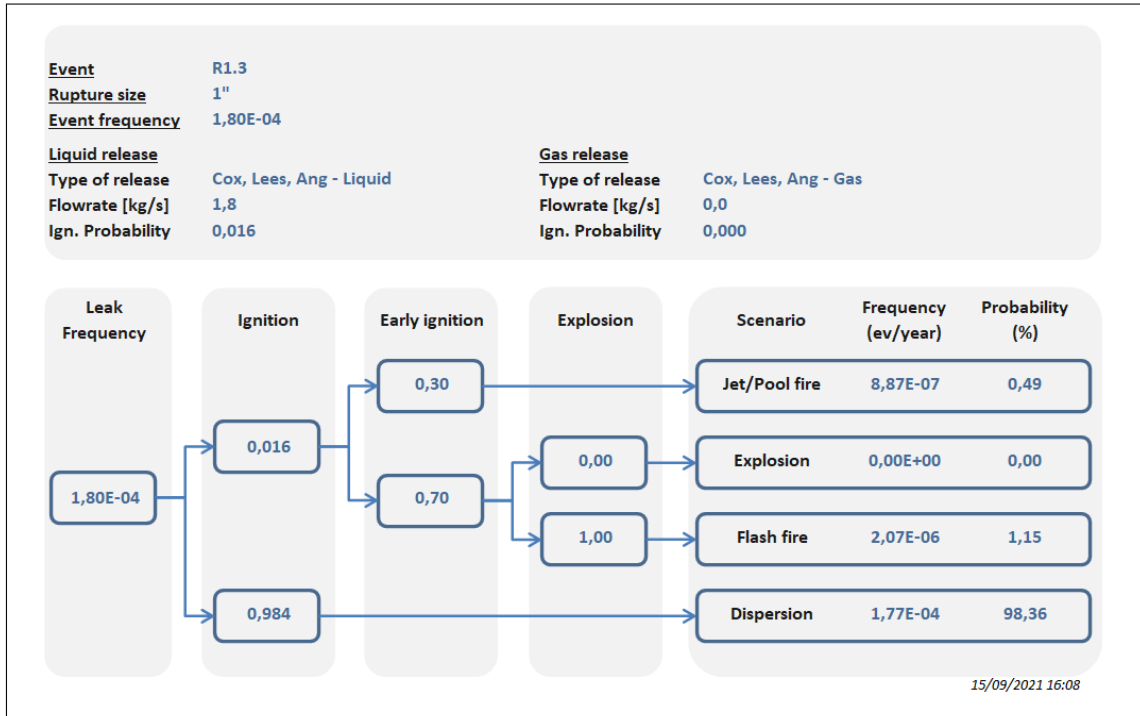 Event R1.3
Rupture size 1"
Event frequency 1,80E-04
Liquid release Gas release
Type of release Cox, Lees, Ang - Liquid Type of release Cox, Lees, Ang - Gas
Flowrate [kg/s] 1,8 Flowrate [kg/s] 0,0
Ign. Probability 0,016 Ign. Probability 0,000
Leak Frequency
Ignition
Early ignition
Explosion
Scenario
Frequency (ev/year)
Probability (%)
0,30
Jet/Pool fire 8,87E-07 0,49
0,016
0,00
Explosion 0,00E+00 0,00
1,80E-04
0,70
1,00
Flash fire 2,07E-06 1,15
0,984
Dispersion 1,77E-04 98,36
15/09/2021 16:08